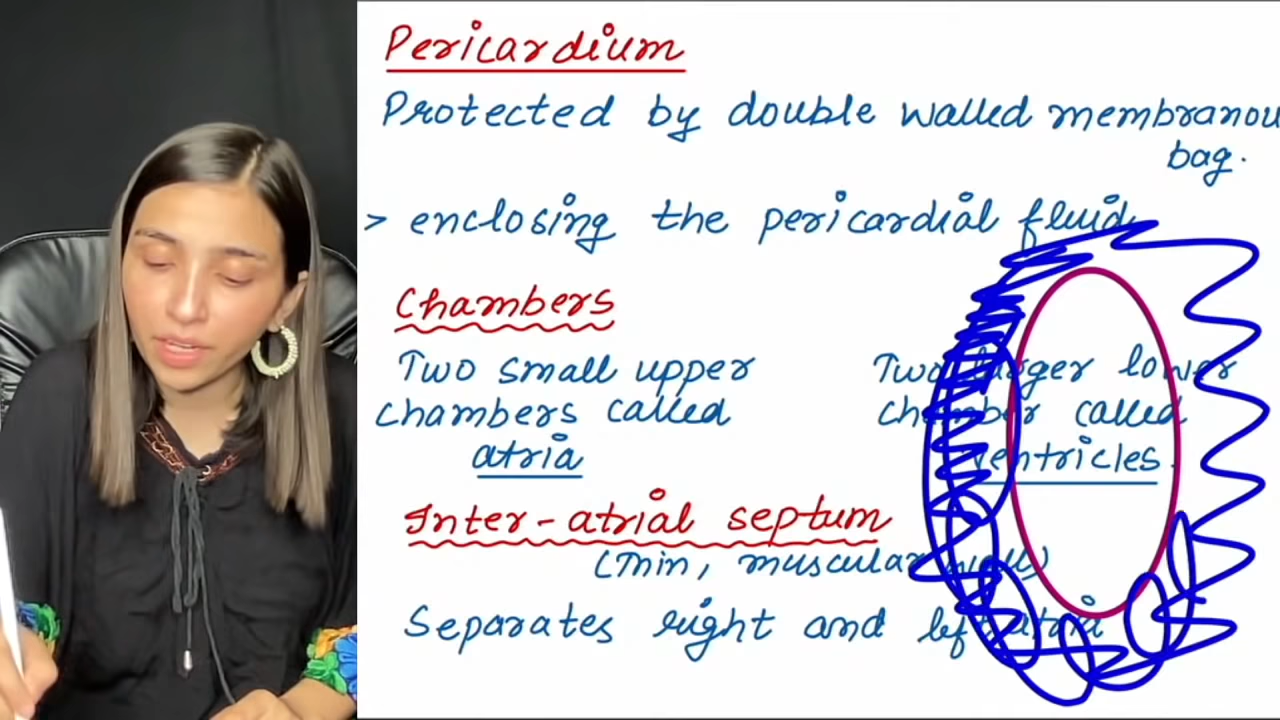 Pericardium
Protected by double walled membranou
bag.
> enclosing the pericardial fluid
Chambers
Two small upper
chambers called
atria
Two larger lower
chamber called
ventricles.
Inter-atrial septum
(Thin, muscular wall)
Separates right and left atria